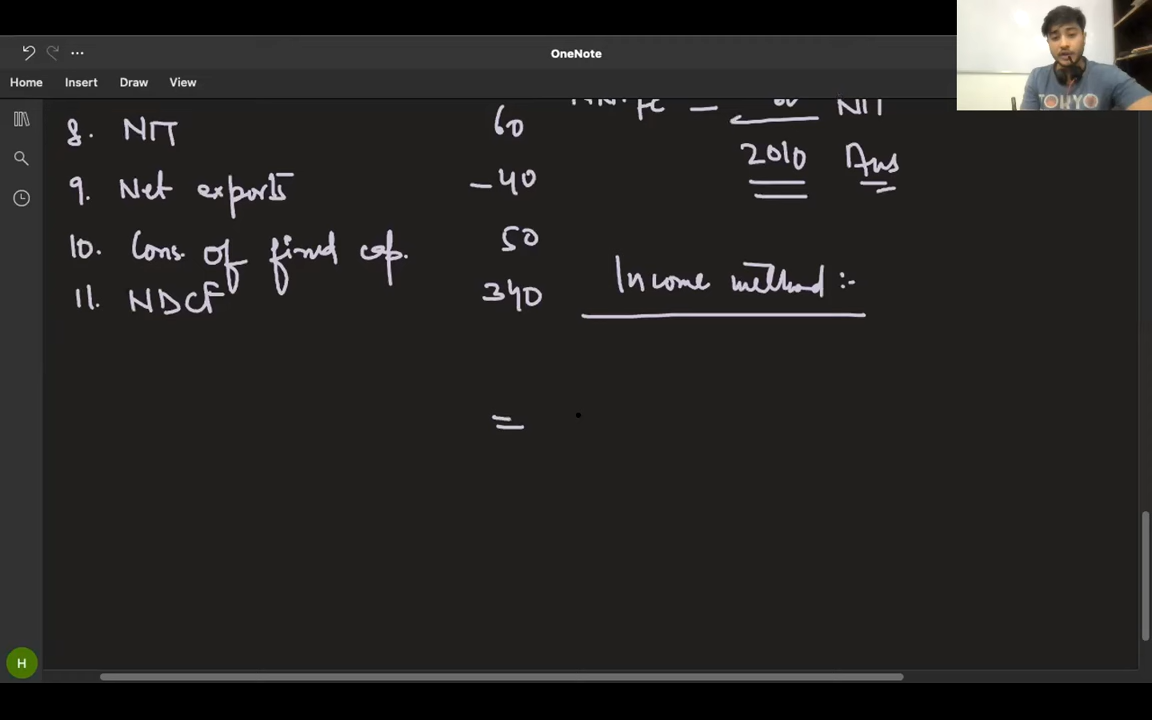 OneNote
Home Insert Draw View
TOKYO
NIT
8. NIT 60
2010 Ans
9. Net exports -40
10. Cons. of fixed cap. 50
11. NDCF 340
Income method :-
=
H